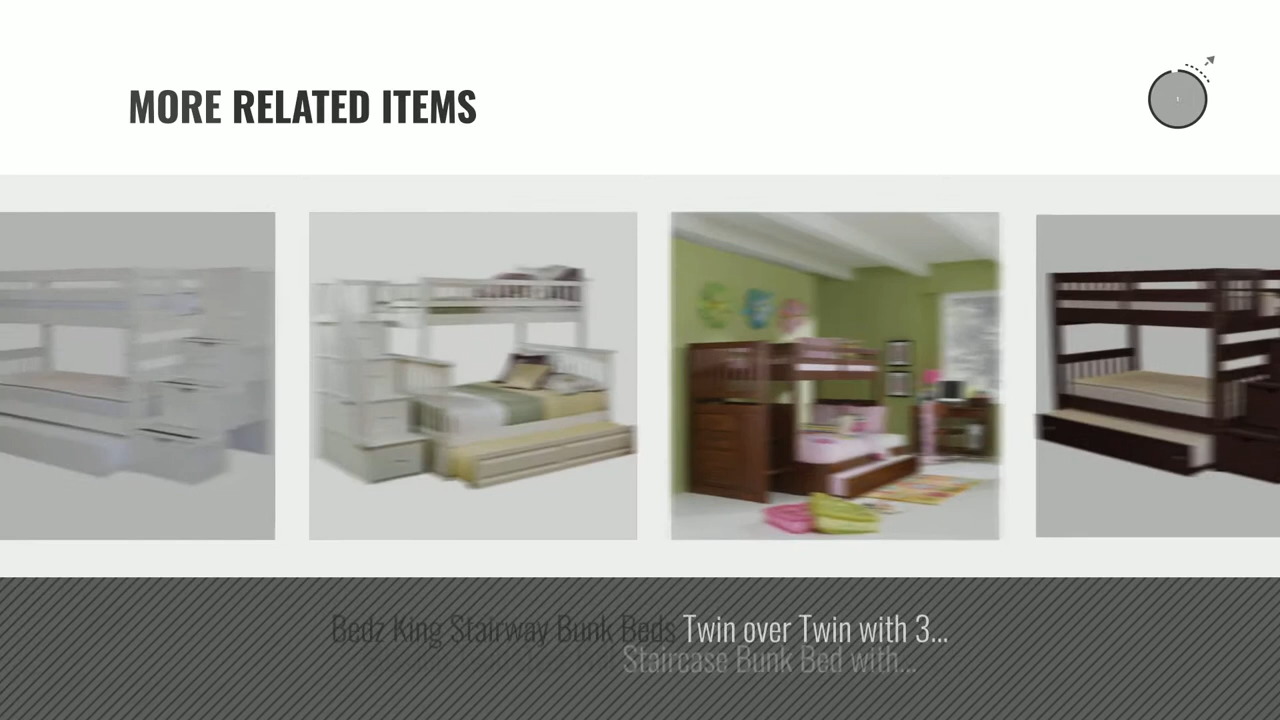 MORE RELATED ITEMS
Bedz King Stairway Bunk Beds Twin over Twin with 3...
Staircase Bunk Bed with...